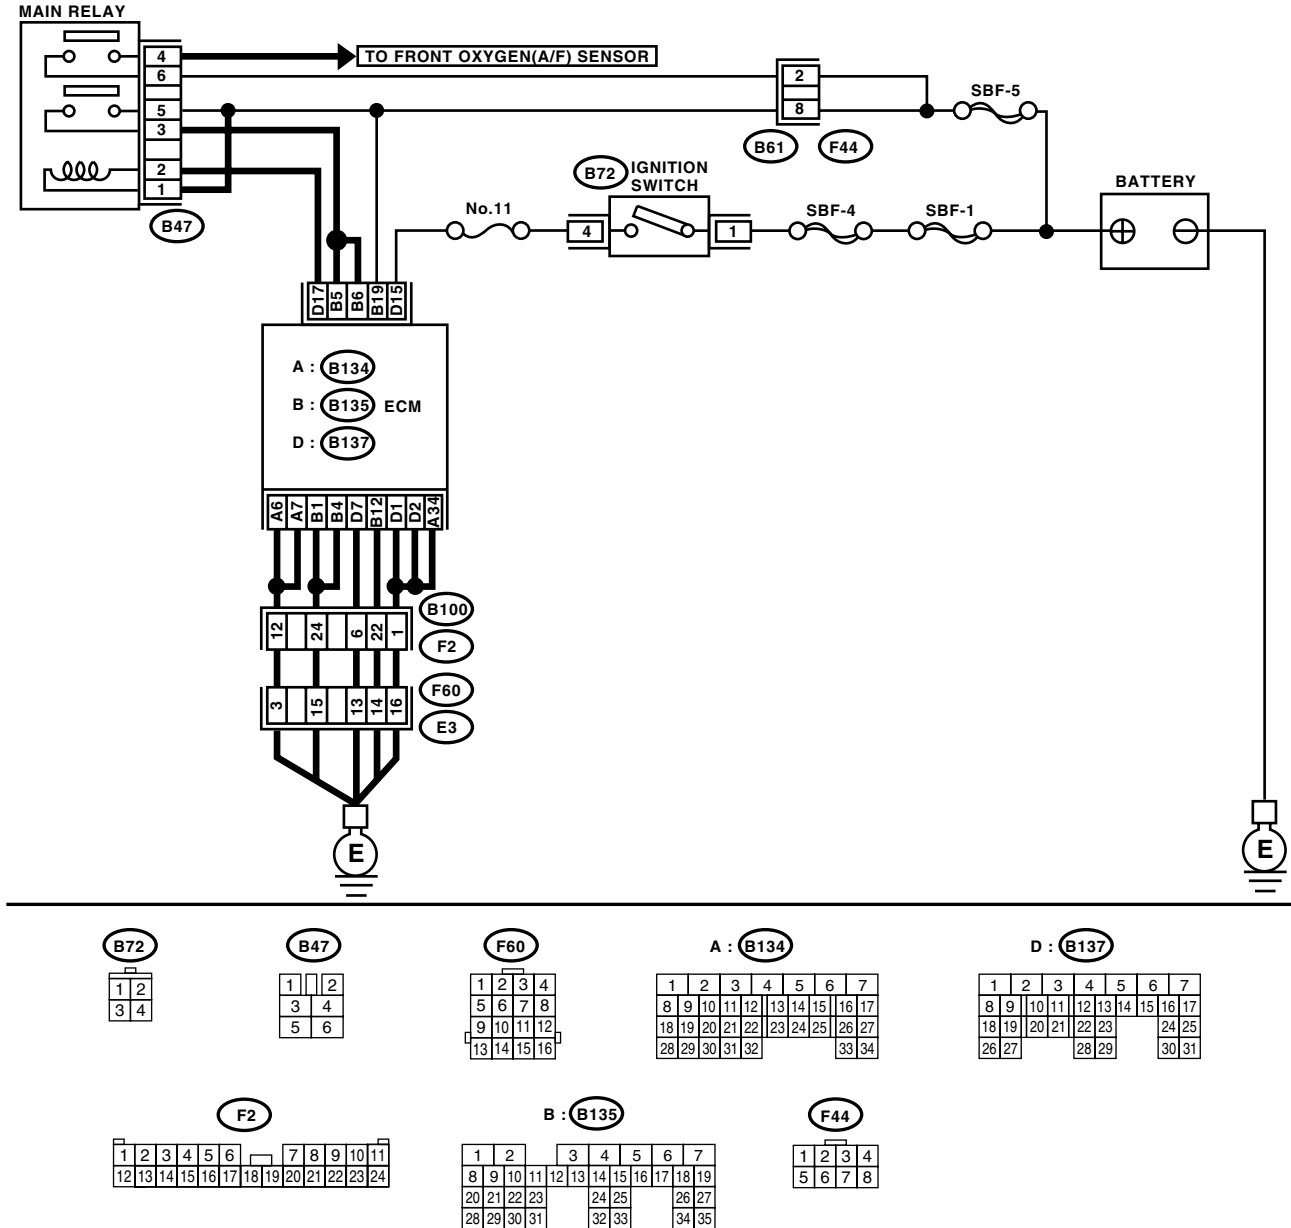 MAIN RELAY
4
TO FRONT OXYGEN(A/F) SENSOR
6
2
SBF-5
5
8
3
B61
F44
2
1
B47
B72
IGNITION
SWITCH
BATTERY
No.11
4
1
SBF-4
SBF-1
D17
B5
B6
B19
D15
A : B134
B : B135 ECM
D : B137
A6
A7
B1
B4
D7
B12
D1
D2
A34
B100
12
24
6
22
1
F2
F60
3
15
13
14
16
E3
E
E
B72
1 2
3 4
B47
1 2
3 4
5 6
F60
1 2 3 4
5 6 7 8
9 10 11 12
13 14 15 16
A : B134
1 2 3 4 5 6 7
8 9 10 11 12 13 14 15 16 17
18 19 20 21 22 23 24 25 26 27
28 29 30 31 32 33 34
D : B137
1 2 3 4 5 6 7
8 9 10 11 12 13 14 15 16 17
18 19 20 21 22 23 24 25
26 27 28 29 30 31
F2
1 2 3 4 5 6 7 8 9 10 11
12 13 14 15 16 17 18 19 20 21 22 23 24
B : B135
1 2 3 4 5 6 7
8 9 10 11 12 13 14 15 16 17 18 19
20 21 22 23 24 25 26 27
28 29 30 31 32 33 34 35
F44
1 2 3 4
5 6 7 8